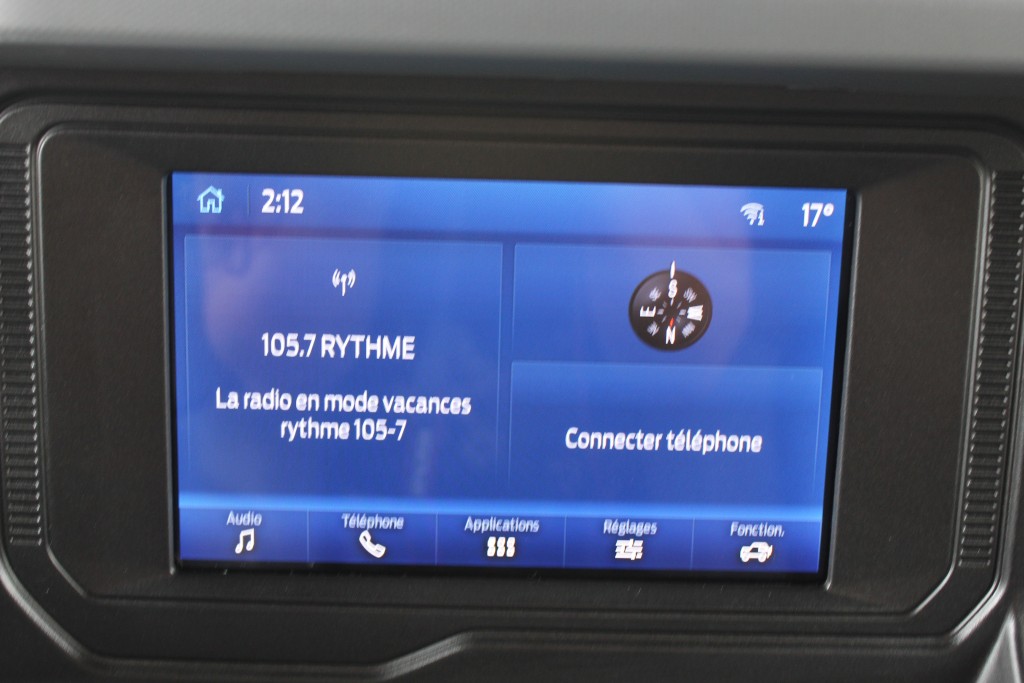 2:12
17°
105.7 RYTHME
La radio en mode vacances
rythme 105-7
S
E
W
N
Connecter téléphone
Audio
Téléphone
Applications
Réglages
Fonction.